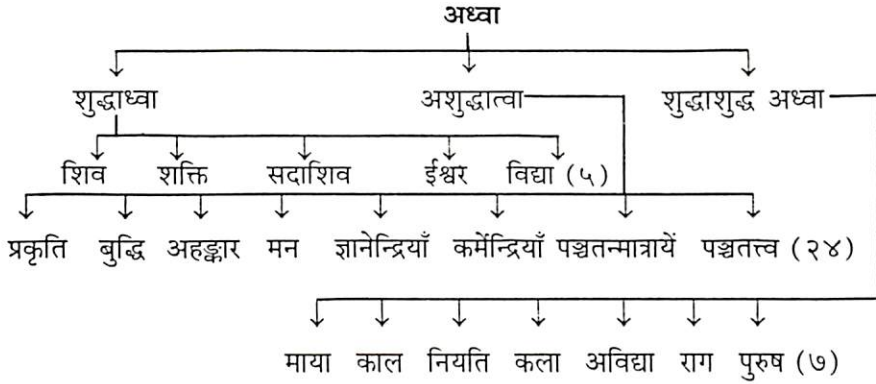 अध्वा
शुद्धाध्वा अशुद्धात्वा शुद्धाशुद्ध अध्वा
शिव शक्ति सदाशिव ईश्वर विद्या (५)
प्रकृति बुद्धि अहङ्कार मन ज्ञानेन्द्रियाँ कर्मेन्द्रियाँ पञ्चतन्मात्रायें पञ्चतत्त्व (२४)
माया काल नियति कला अविद्या राग पुरुष (७)